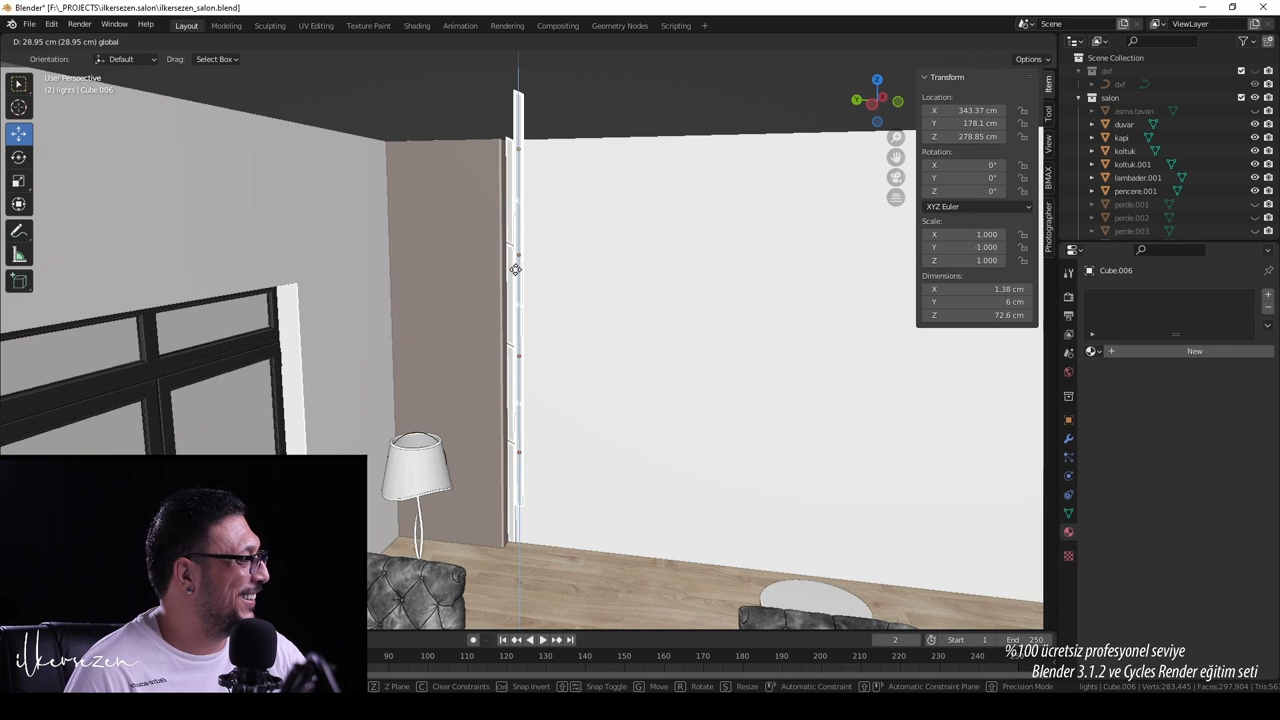 Blender* [F:\_PROJECTS\ilkersezen.salon\ilkersezen_salon.blend]
File Edit Render Window Help Layout Modeling Sculpting UV Editing Texture Paint Shading Animation Rendering Compositing Geometry Nodes Scripting + Scene ViewLayer
D: 28.95 cm (28.95 cm) global
Orientation: Default Drag: Select Box Options
User Perspective
(2) lights | Cube.006
Transform
Location:
X 343.37 cm
Y 178.1 cm
Z 278.85 cm
Rotation:
X 0°
Y 0°
Z 0°
XYZ Euler
Scale:
X 1.000
Y -1.000
Z 1.000
Dimensions:
X 1.38 cm
Y 6 cm
Z 72.6 cm
Item
Tool
View
BMAX
Photographer
Z
Y
X
Scene Collection
dxf
dxf
salon
asma.tavan
duvar
kapi
koltuk
koltuk.001
lambader.001
pencere.001
perde.001
perde.002
perde.003
Cube.006
New
2 Start 1 End 250
90 100 110 120 130 140 150 160 170 180 190 200 210 220 230 240
ilkersezen
%100 ücretsiz profesyonel seviye
Blender 3.1.2 ve Cycles Render eğitim seti
Z Z Plane C Clear Constraints Snap Invert Snap Toggle G Move R Rotate S Resize Automatic Constraint Automatic Constraint Plane Precision Mode lights | Cube.006 Verts:283,445 Faces:297,904